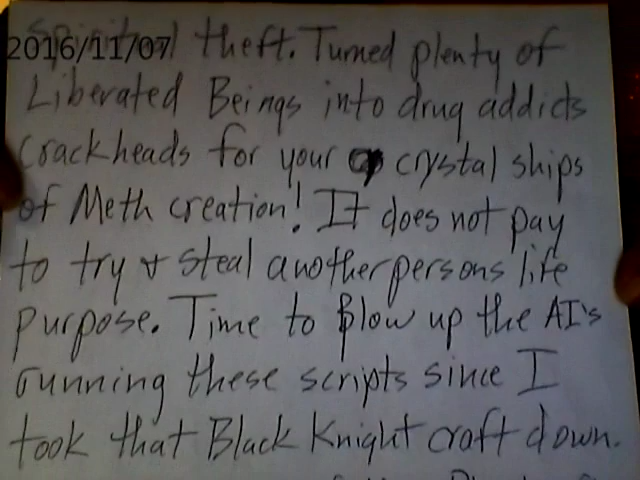 2016/11/07 theft. Turned plenty of
Liberated Beings into drug addicts
Crackheads for your crystal ships
of Meth creation! It does not pay
to try & steal another persons life
purpose. Time to Blow up the AI's
running these scripts since I
took that Black Knight craft down.